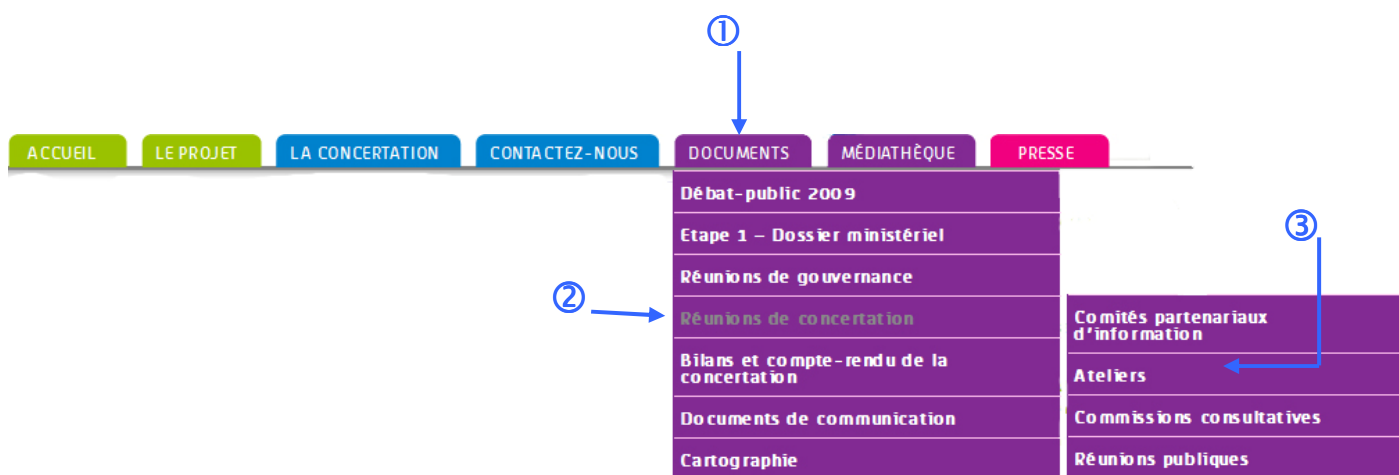 ①
ACCUEIL LE PROJET LA CONCERTATION CONTACTEZ-NOUS DOCUMENTS MÉDIATHÈQUE PRESSE
Débat-public 2009
Etape 1 – Dossier ministériel
Réunions de gouvernance
②
Réunions de concertation
Bilans et compte-rendu de la
concertation
Documents de communication
Cartographie
③
Comités partenariaux
d'information
Ateliers
Commissions consultatives
Réunions publiques